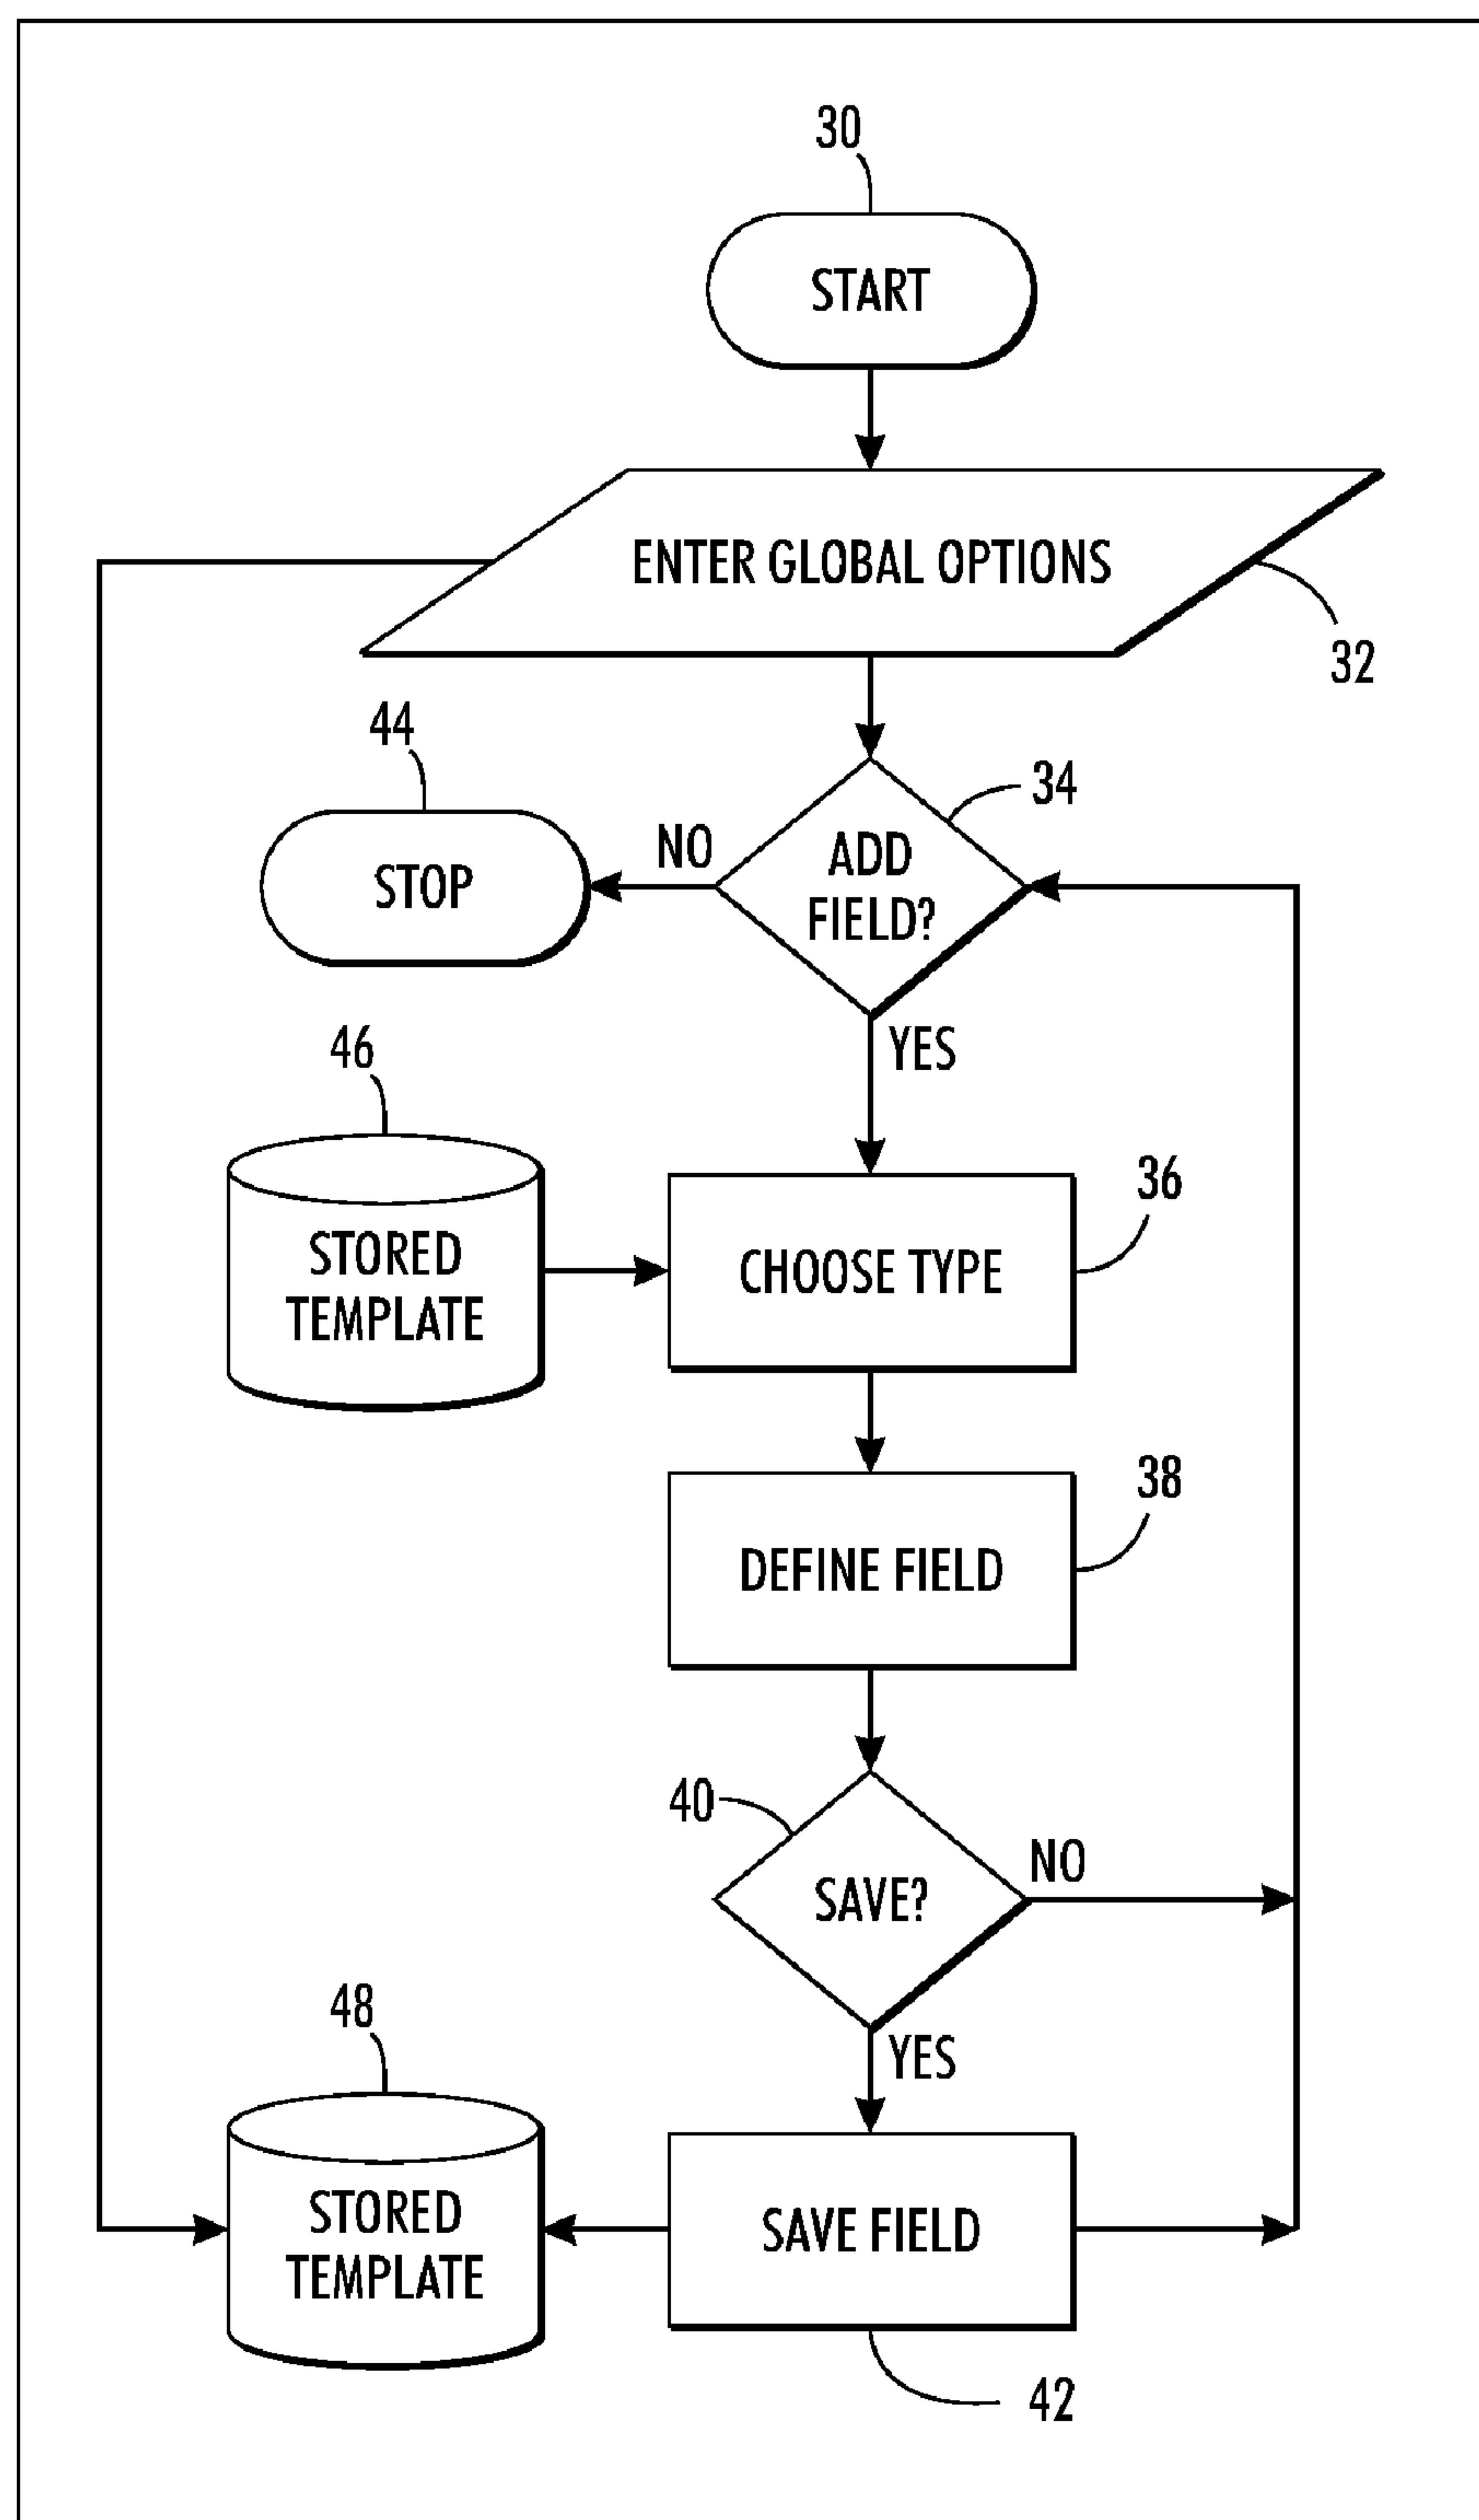 30
START
ENTER GLOBAL OPTIONS
32
44
34
NO
ADD
FIELD?
STOP
YES
46
36
STORED
TEMPLATE
CHOOSE TYPE
38
DEFINE FIELD
40
NO
SAVE?
48
YES
STORED
TEMPLATE
SAVE FIELD
42